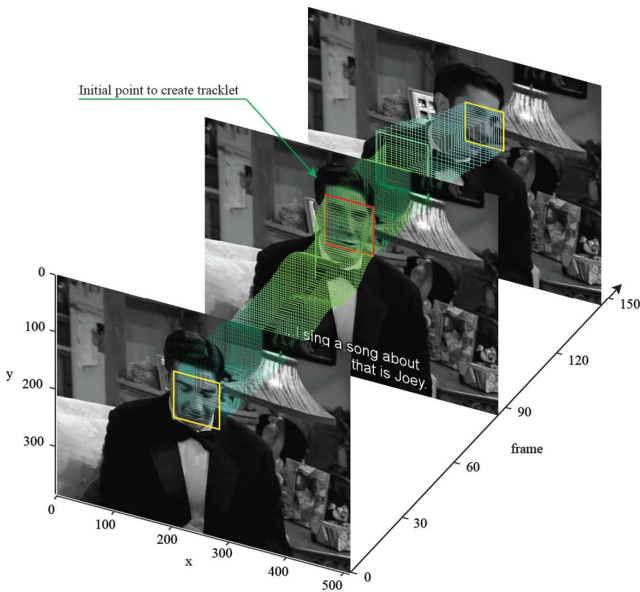 Initial point to create tracklet
... I sing a song about
that is Joey.
0
100
200
300
y
0
100
200
300
400
500
x
0
30
60
90
120
150
frame